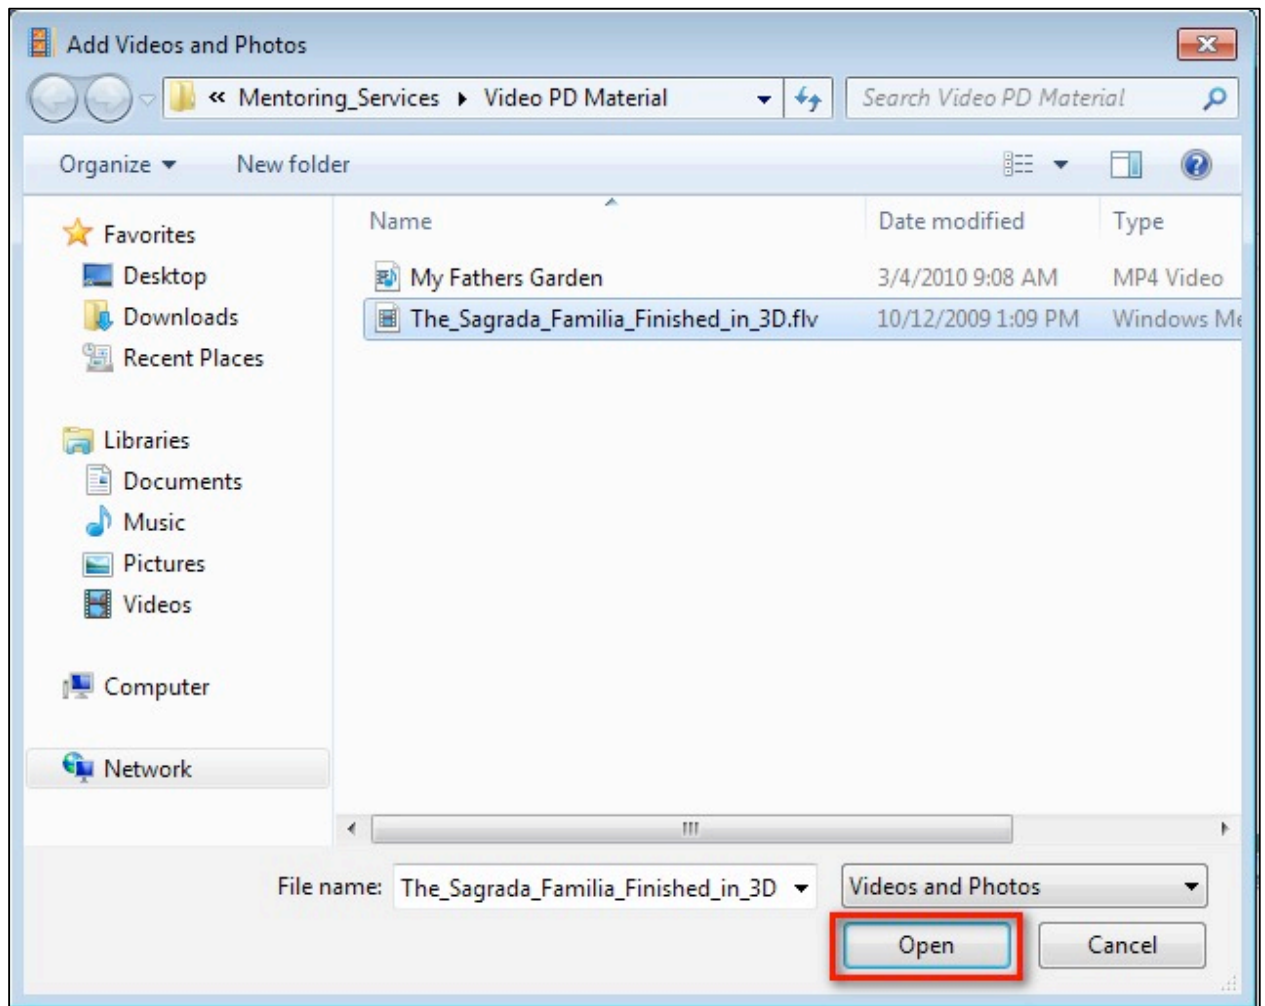 Add Videos and Photos
« Mentoring_Services ▸ Video PD Material
Search Video PD Material
Organize
New folder
Name
Date modified
Type
My Fathers Garden
3/4/2010 9:08 AM
MP4 Video
The_Sagrada_Familia_Finished_in_3D.flv
10/12/2009 1:09 PM
Windows Me
Favorites
Desktop
Downloads
Recent Places
Libraries
Documents
Music
Pictures
Videos
Computer
Network
File name: The_Sagrada_Familia_Finished_in_3D
Videos and Photos
Open
Cancel